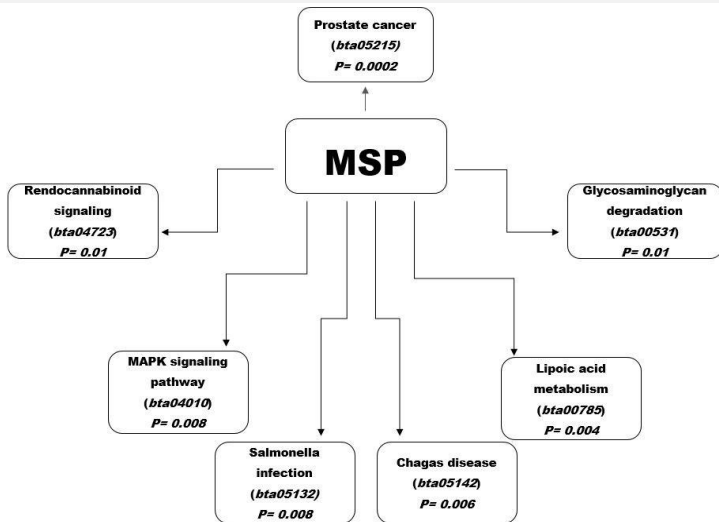 Prostate cancer
(bta05215)
P= 0.0002
MSP
Rendocannabinoid
signaling
(bta04723)
P= 0.01
Glycosaminoglycan
degradation
(bta00531)
P= 0.01
MAPK signaling
pathway
(bta04010)
P= 0.008
Lipoic acid
metabolism
(bta00785)
P= 0.004
Salmonella
infection
(bta05132)
P= 0.008
Chagas disease
(bta05142)
P= 0.006